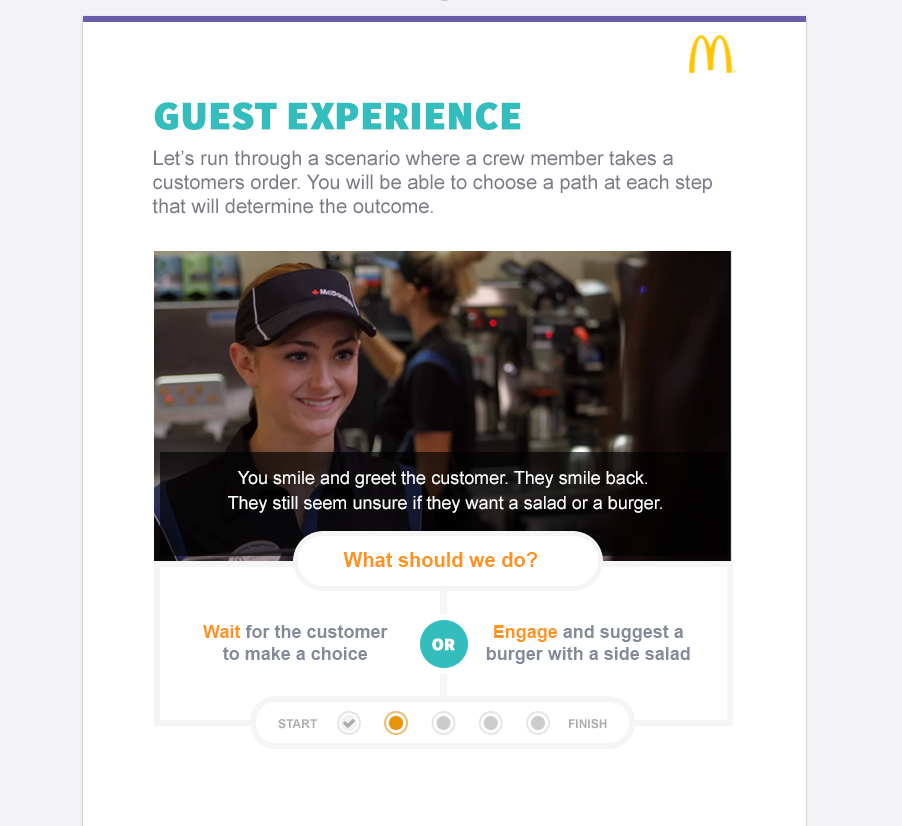 GUEST EXPERIENCE
Let’s run through a scenario where a crew member takes a
customers order. You will be able to choose a path at each step
that will determine the outcome.
McDonald's
You smile and greet the customer. They smile back.
They still seem unsure if they want a salad or a burger.
What should we do?
Wait for the customer
to make a choice
OR
Engage and suggest a
burger with a side salad
START
FINISH